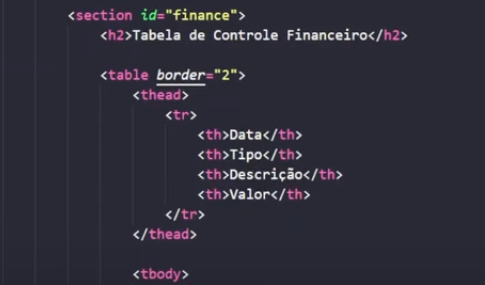 <section id="finance">
<h2>Tabela de Controle Financeiro</h2>
<table border="2">
<thead>
<tr>
<th>Data</th>
<th>Tipo</th>
<th>Descrição</th>
<th>Valor</th>
</tr>
</thead>
<tbody>